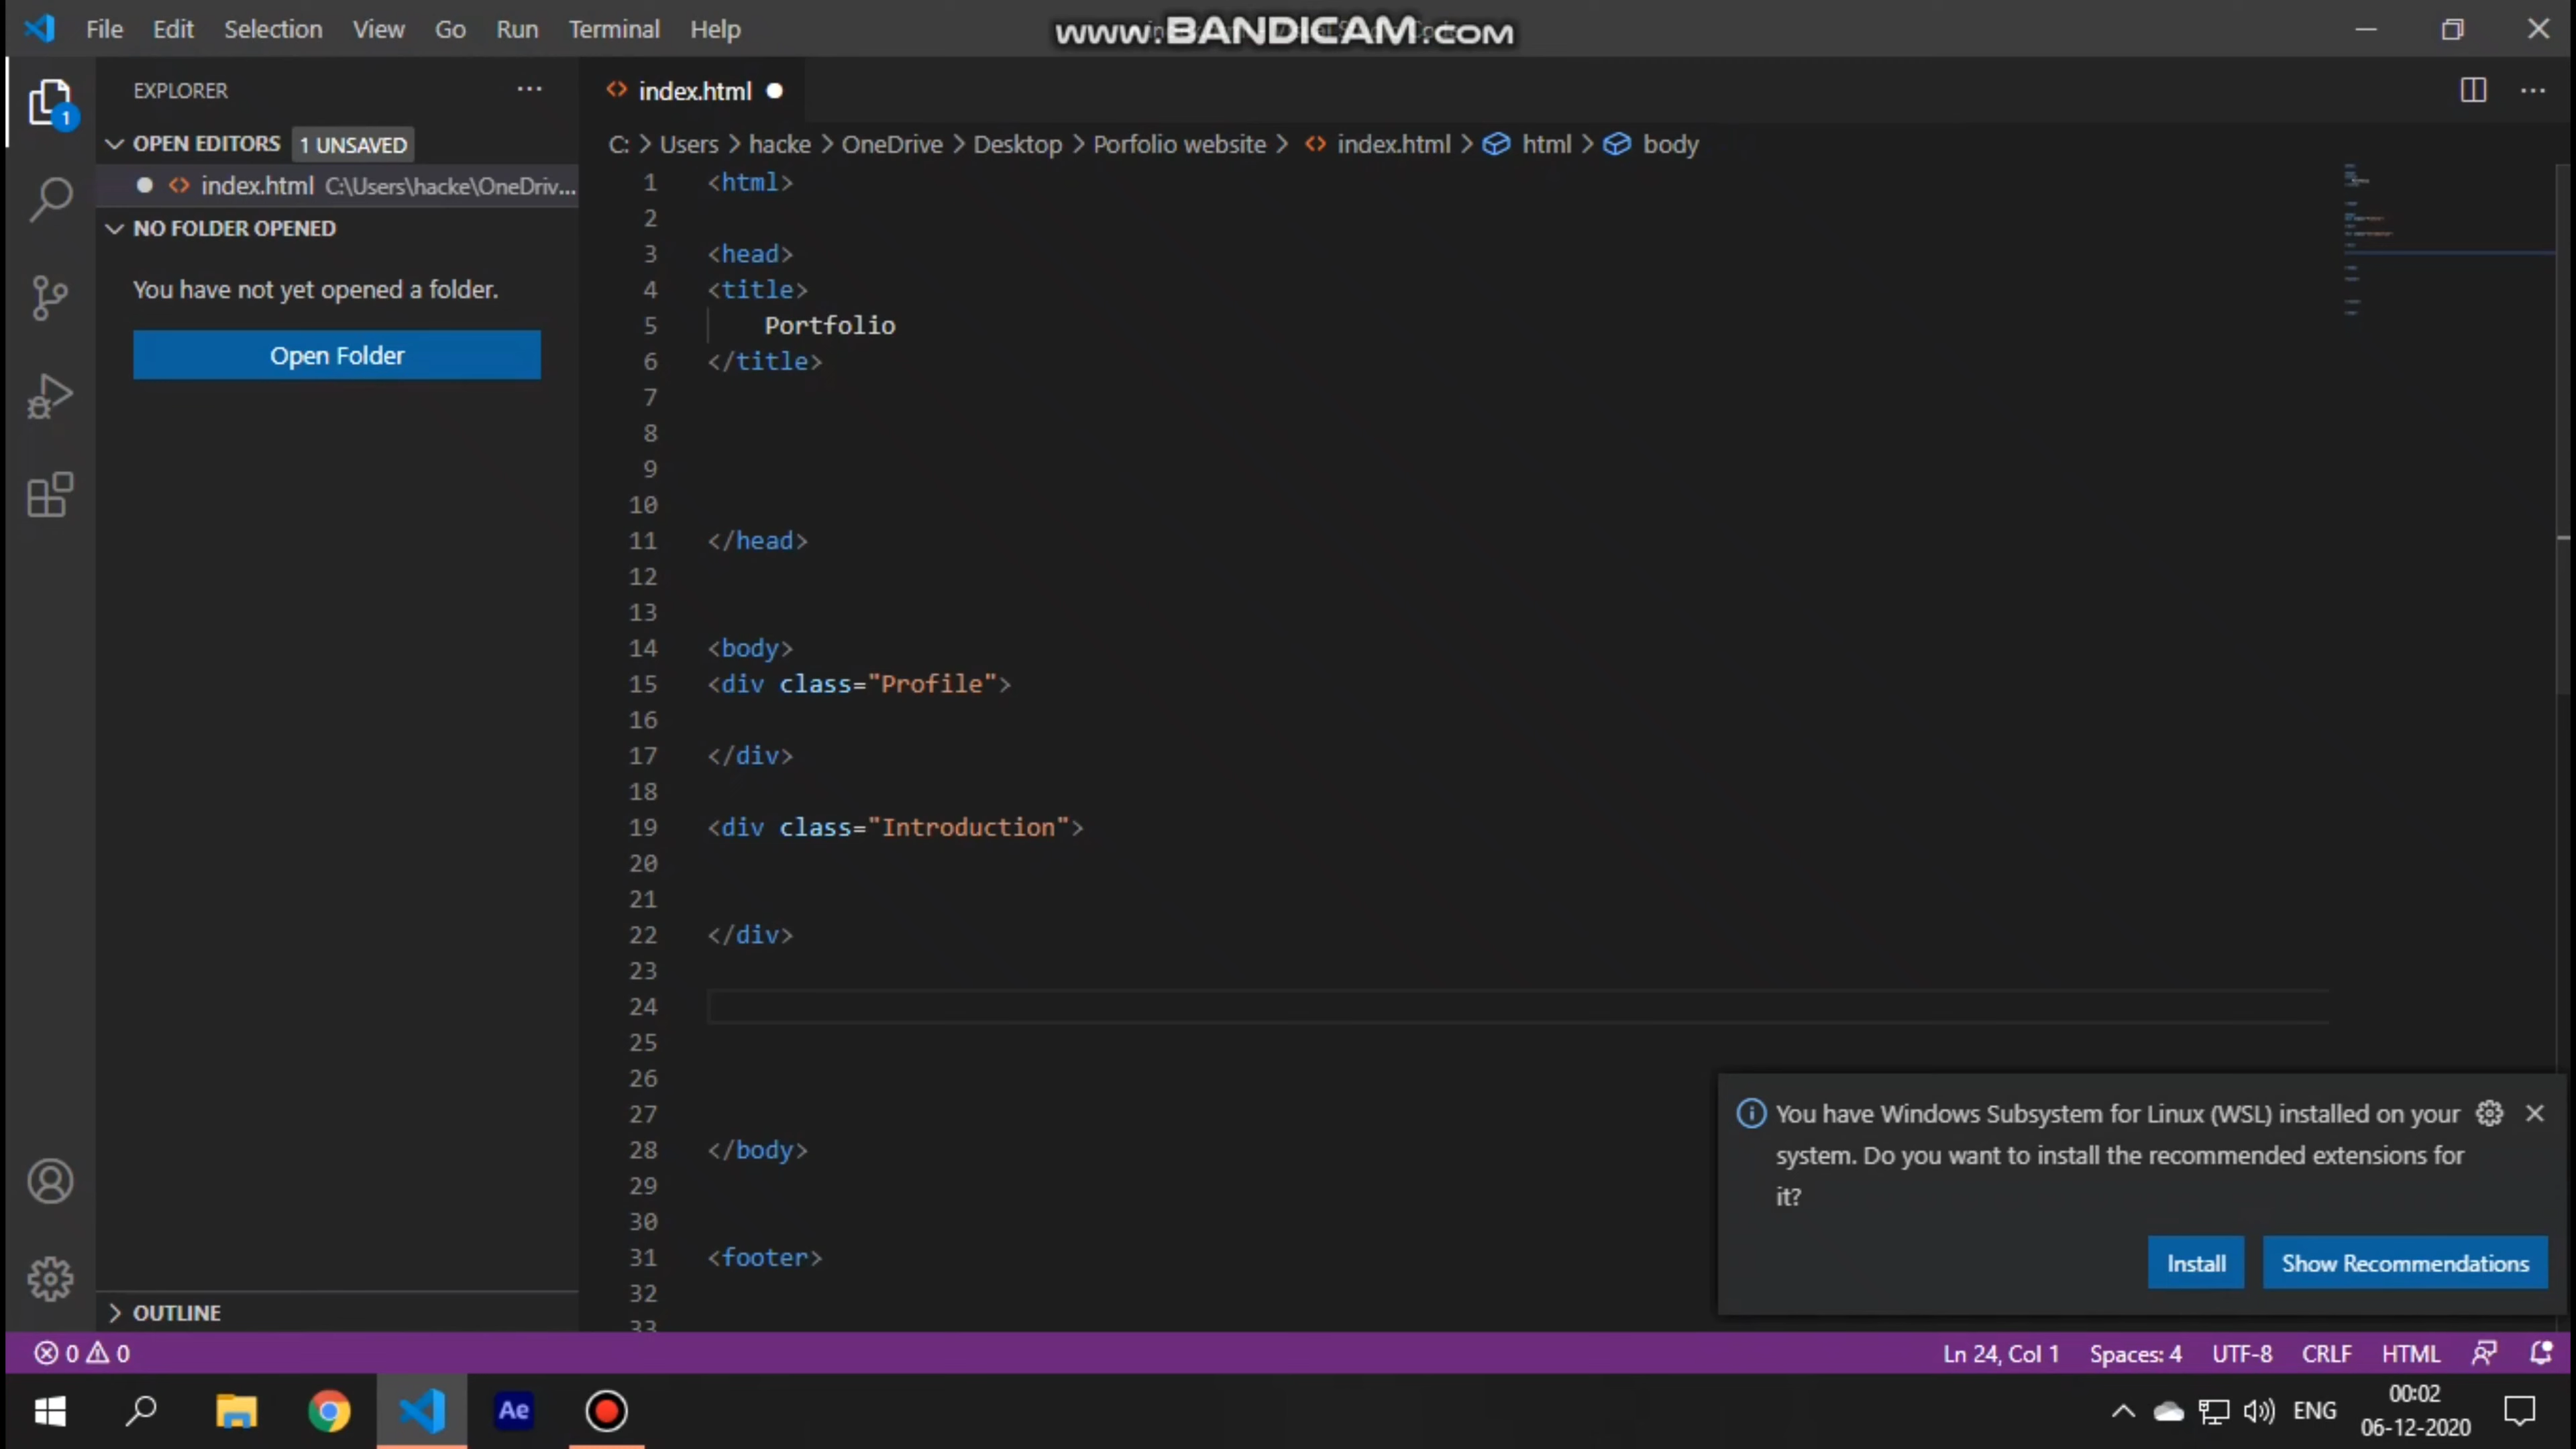 File Edit Selection View Go Run Terminal Help
www.BANDICAM.com
EXPLORER
index.html
OPEN EDITORS 1 UNSAVED
C: > Users > hacke > OneDrive > Desktop > Porfolio website > index.html > html > body
index.html C:\Users\hacke\OneDriv...
NO FOLDER OPENED
You have not yet opened a folder.
Open Folder
1 <html>
2
3 <head>
4 <title>
5 Portfolio
6 </title>
7
8
9
10
11 </head>
12
13
14 <body>
15 <div class="Profile">
16
17 </div>
18
19 <div class="Introduction">
20
21
22 </div>
23
24
25
26
27
28 </body>
29
30
31 <footer>
32
33
You have Windows Subsystem for Linux (WSL) installed on your
system. Do you want to install the recommended extensions for
it?
Install Show Recommendations
OUTLINE
0 0 Ln 24, Col 1 Spaces: 4 UTF-8 CRLF HTML
1
Ae
ENG
00:02
06-12-2020